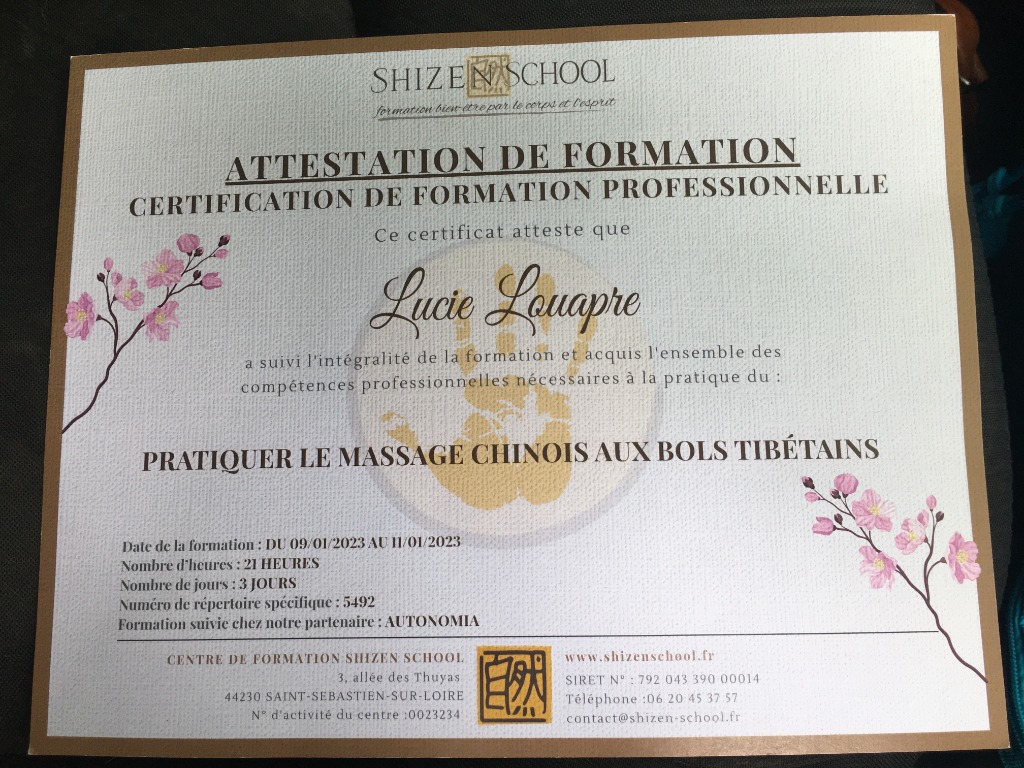 SHIZEN SCHOOL
formation bien-être par le corps et l'esprit
ATTESTATION DE FORMATION
CERTIFICATION DE FORMATION PROFESSIONNELLE
Ce certificat atteste que
Lucie Louapre
a suivi l'intégralité de la formation et acquis l'ensemble des
compétences professionnelles nécessaires à la pratique du :
PRATIQUER LE MASSAGE CHINOIS AUX BOLS TIBÉTAINS
Date de la formation : DU 09/01/2023 AU 11/01/2023
Nombre d'heures : 21 HEURES
Nombre de jours : 3 JOURS
Numéro de répertoire spécifique : 5492
Formation suivie chez notre partenaire : AUTONOMIA
CENTRE DE FORMATION SHIZEN SCHOOL
3, allée des Thuyas
44230 SAINT-SEBASTIEN-SUR-LOIRE
N° d'activité du centre :0023234
自然
www.shizenschool.fr
SIRET N° : 792 043 390 00014
Téléphone :06 20 45 37 57
contact@shizen-school.fr